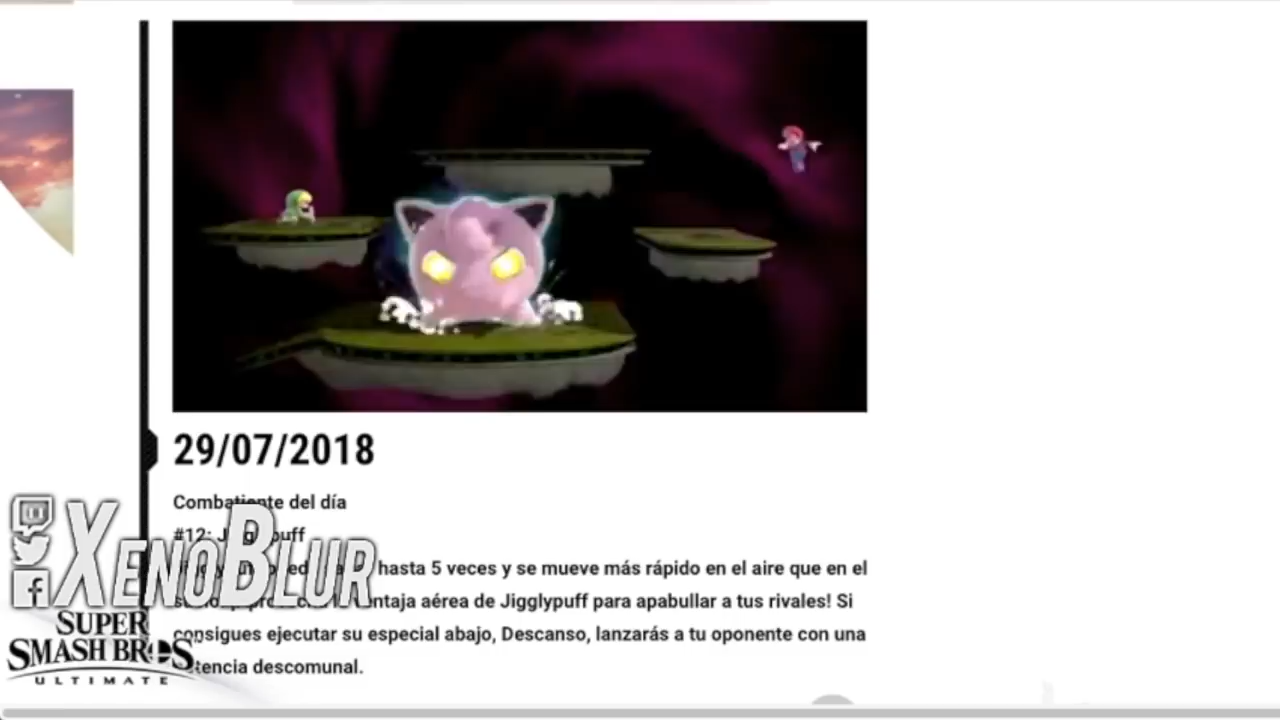 29/07/2018
Combatiente del día
#12: Jigglypuff
hasta 5 veces y se mueve más rápido en el aire que en el
ventaja aérea de Jigglypuff para apabullar a tus rivales! Si
consigues ejecutar su especial abajo, Descanso, lanzarás a tu oponente con una
descomunal.
XENOBLUR
SUPER
SMASH BROS
ULTIMATE